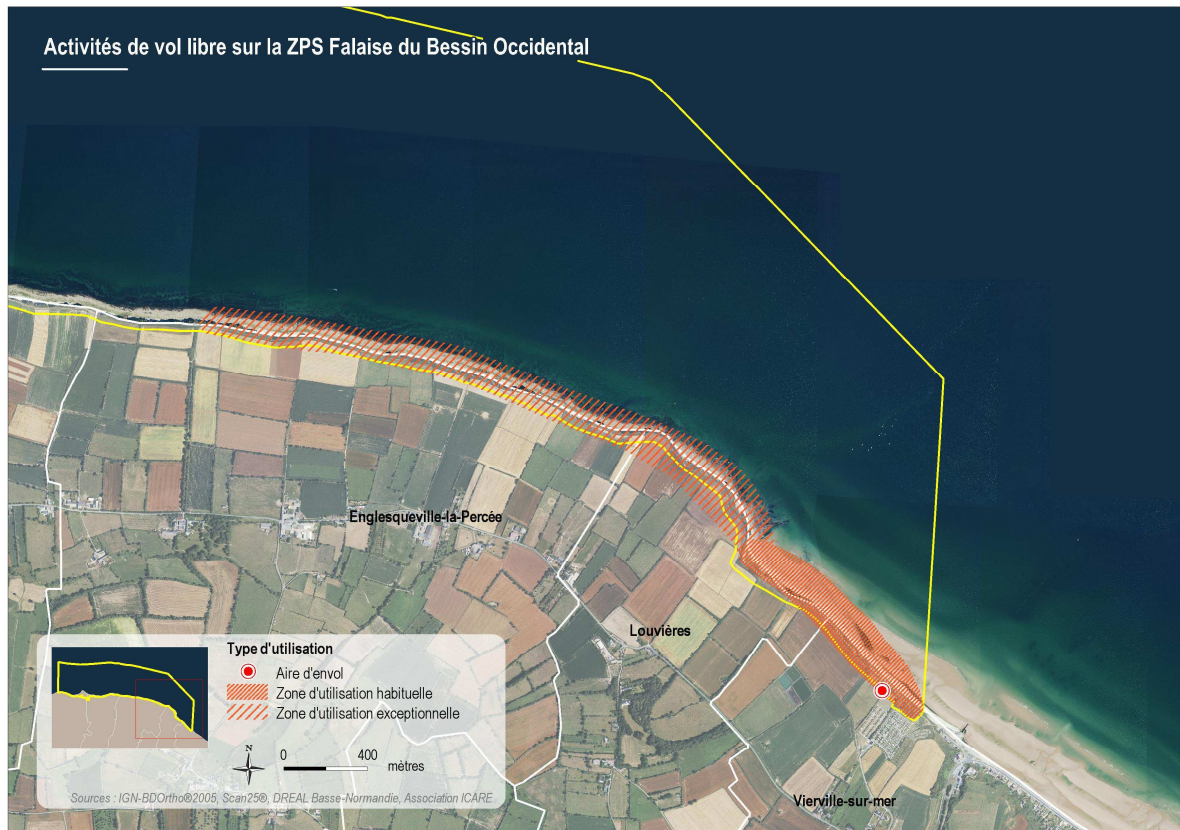 Activités de vol libre sur la ZPS Falaise du Bessin Occidental
Englesqueville-la-Percée
Louvières
Vierville-sur-mer
Type d'utilisation
Aire d'envol
Zone d'utilisation habituelle
Zone d'utilisation exceptionnelle
N
0 400 mètres
Sources : IGN-BDOrtho®2005, Scan25®, DREAL Basse-Normandie, Association ICARE